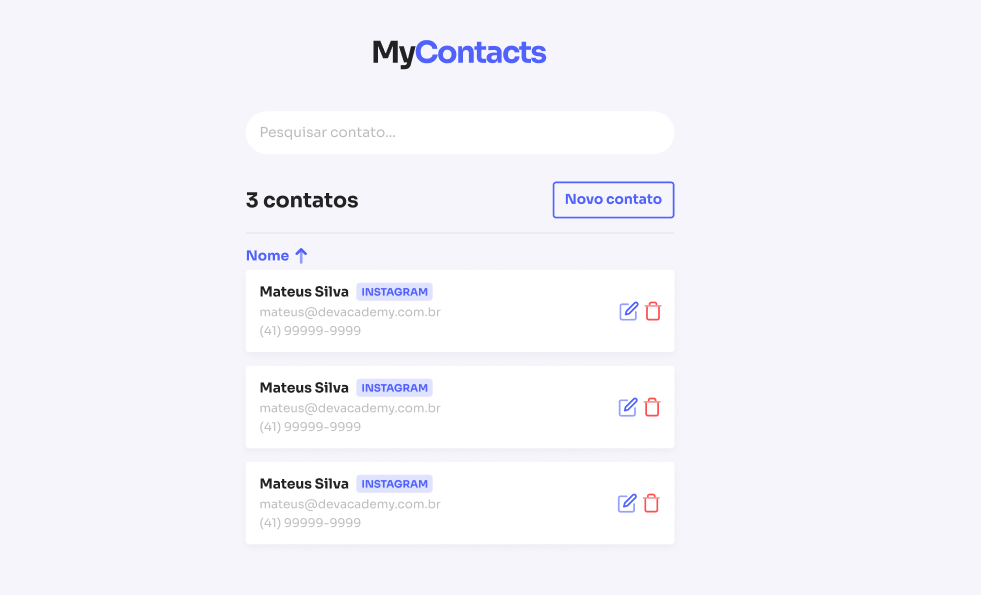 MyContacts
Pesquisar contato...
3 contatos
Novo contato
Nome
Mateus Silva INSTAGRAM
mateus@devacademy.com.br
(41) 99999-9999
Mateus Silva INSTAGRAM
mateus@devacademy.com.br
(41) 99999-9999
Mateus Silva INSTAGRAM
mateus@devacademy.com.br
(41) 99999-9999